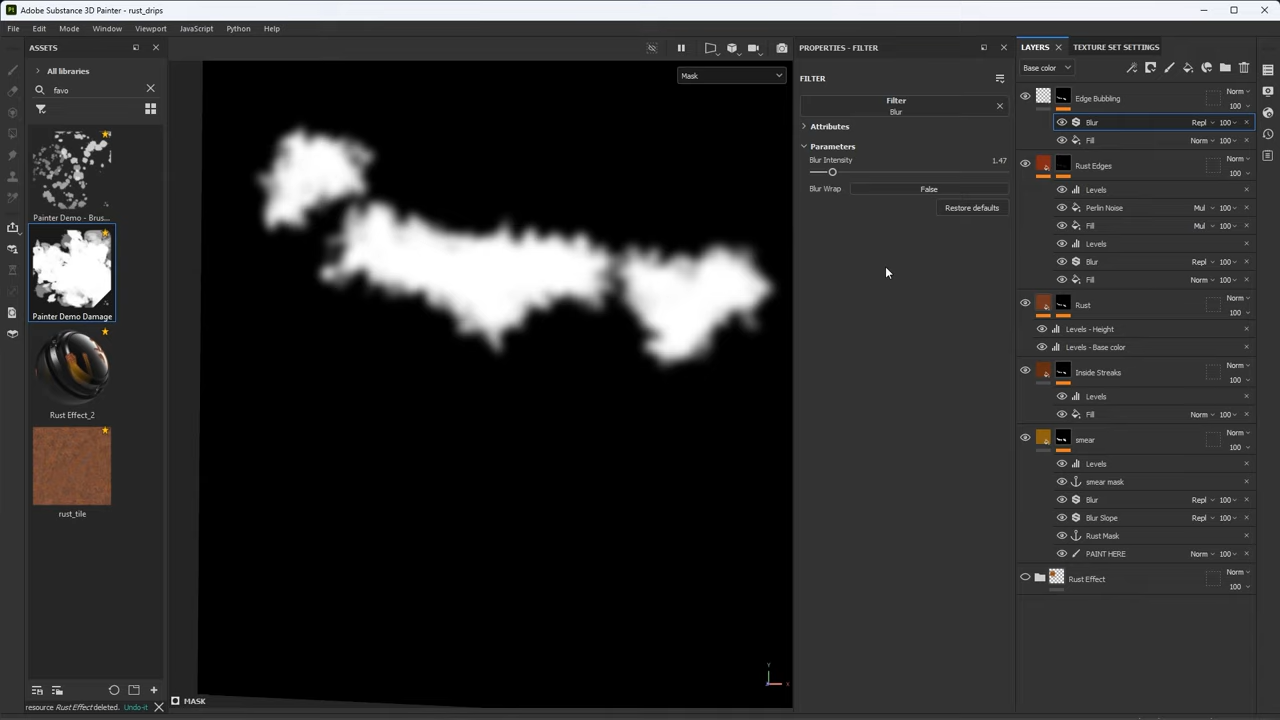 Adobe Substance 3D Painter - rust_drips
File Edit Mode Window Viewport JavaScript Python Help
ASSETS
All libraries
favo
Painter Demo - Brus...
Painter Demo Damage
Rust Effect_2
rust_tile
resource Rust Effect deleted. Undo-it
Mask
Y
X
MASK
PROPERTIES - FILTER
FILTER
Filter
Blur
Attributes
Parameters
Blur Intensity 1.47
Blur Wrap False
Restore defaults
LAYERS TEXTURE SET SETTINGS
Base color
Edge Bubbling Norm 100
Blur Repl 100
Fill Norm 100
Rust Edges Norm 100
Levels
Perlin Noise Mul 100
Fill Mul 100
Levels
Blur Repl 100
Fill Norm 100
Rust Norm 100
Levels - Height
Levels - Base color
Inside Streaks Norm 100
Levels
Fill Norm 100
smear Norm 100
Levels
smear mask
Blur Repl 100
Blur Slope Repl 100
Rust Mask
PAINT HERE Norm 100
Rust Effect Norm 100